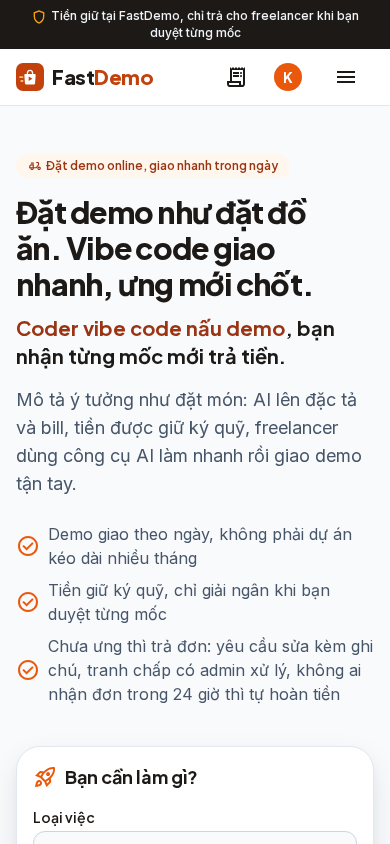 Tiền giữ tại FastDemo, chỉ trả cho freelancer khi bạn
duyệt từng mốc
FastDemo
K
Đặt demo online, giao nhanh trong ngày
Đặt demo như đặt đồ
ăn. Vibe code giao
nhanh, ưng mới chốt.
Coder vibe code nấu demo, bạn
nhận từng mốc mới trả tiền.
Mô tả ý tưởng như đặt món: AI lên đặc tả
và bill, tiền được giữ ký quỹ, freelancer
dùng công cụ AI làm nhanh rồi giao demo
tận tay.
Demo giao theo ngày, không phải dự án
kéo dài nhiều tháng
Tiền giữ ký quỹ, chỉ giải ngân khi bạn
duyệt từng mốc
Chưa ưng thì trả đơn: yêu cầu sửa kèm ghi
chú, tranh chấp có admin xử lý, không ai
nhận đơn trong 24 giờ thì tự hoàn tiền
Bạn cần làm gì?
Loại việc